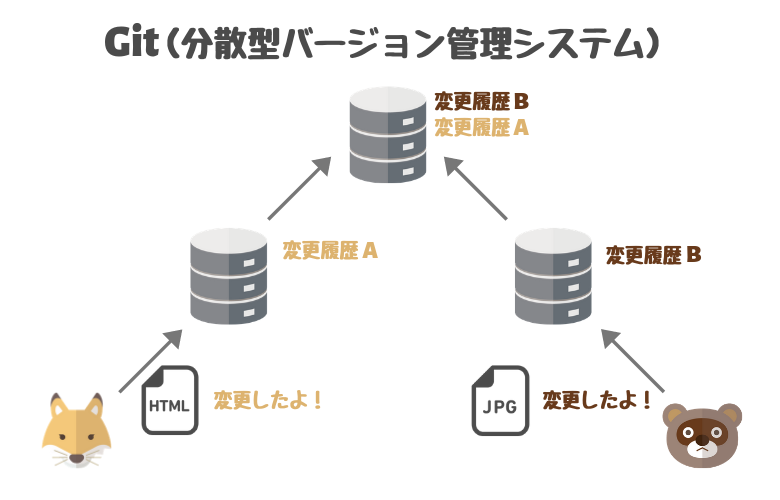 Git（分散型バージョン管理システム）
変更履歴 B
変更履歴 A
変更履歴 A
変更履歴 B
HTML
変更したよ！
JPG
変更したよ！